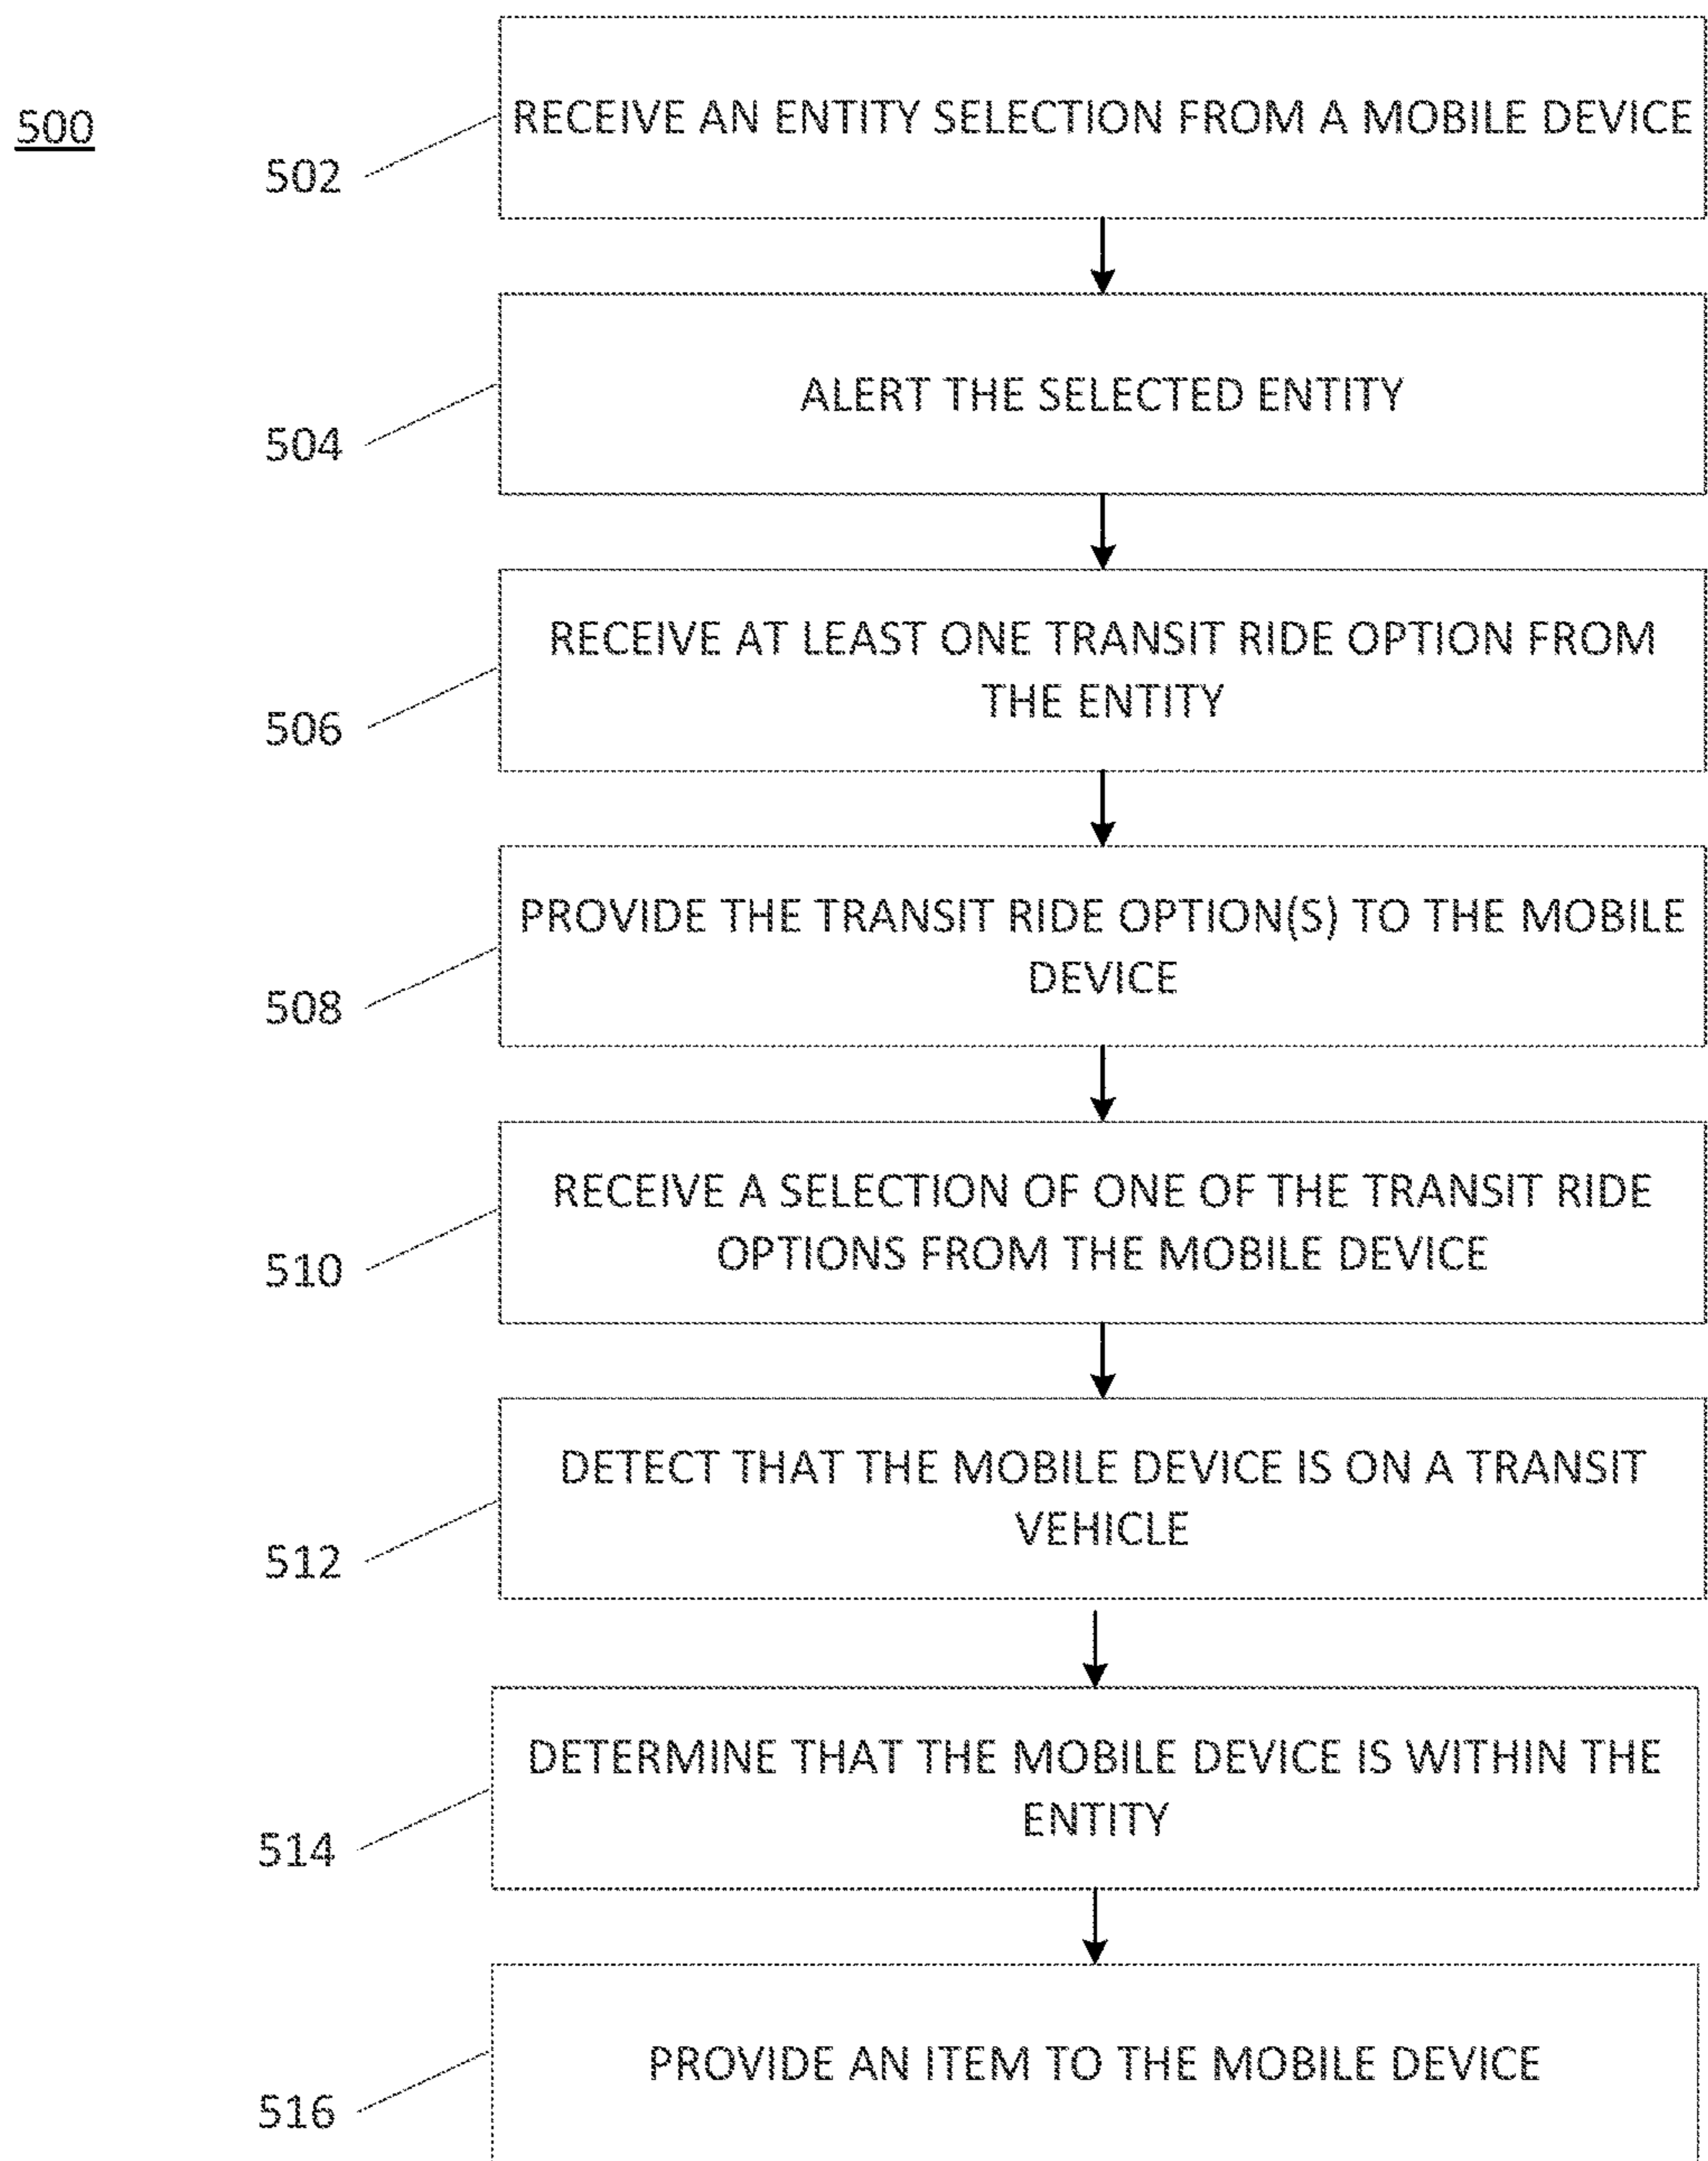 500
RECEIVE AN ENTITY SELECTION FROM A MOBILE DEVICE
502
ALERT THE SELECTED ENTITY
504
RECEIVE AT LEAST ONE TRANSIT RIDE OPTION FROM
THE ENTITY
506
PROVIDE THE TRANSIT RIDE OPTION(S) TO THE MOBILE
DEVICE
508
RECEIVE A SELECTION OF ONE OF THE TRANSIT RIDE
OPTIONS FROM THE MOBILE DEVICE
510
DETECT THAT THE MOBILE DEVICE IS ON A TRANSIT
VEHICLE
512
DETERMINE THAT THE MOBILE DEVICE IS WITHIN THE
ENTITY
514
PROVIDE AN ITEM TO THE MOBILE DEVICE
516